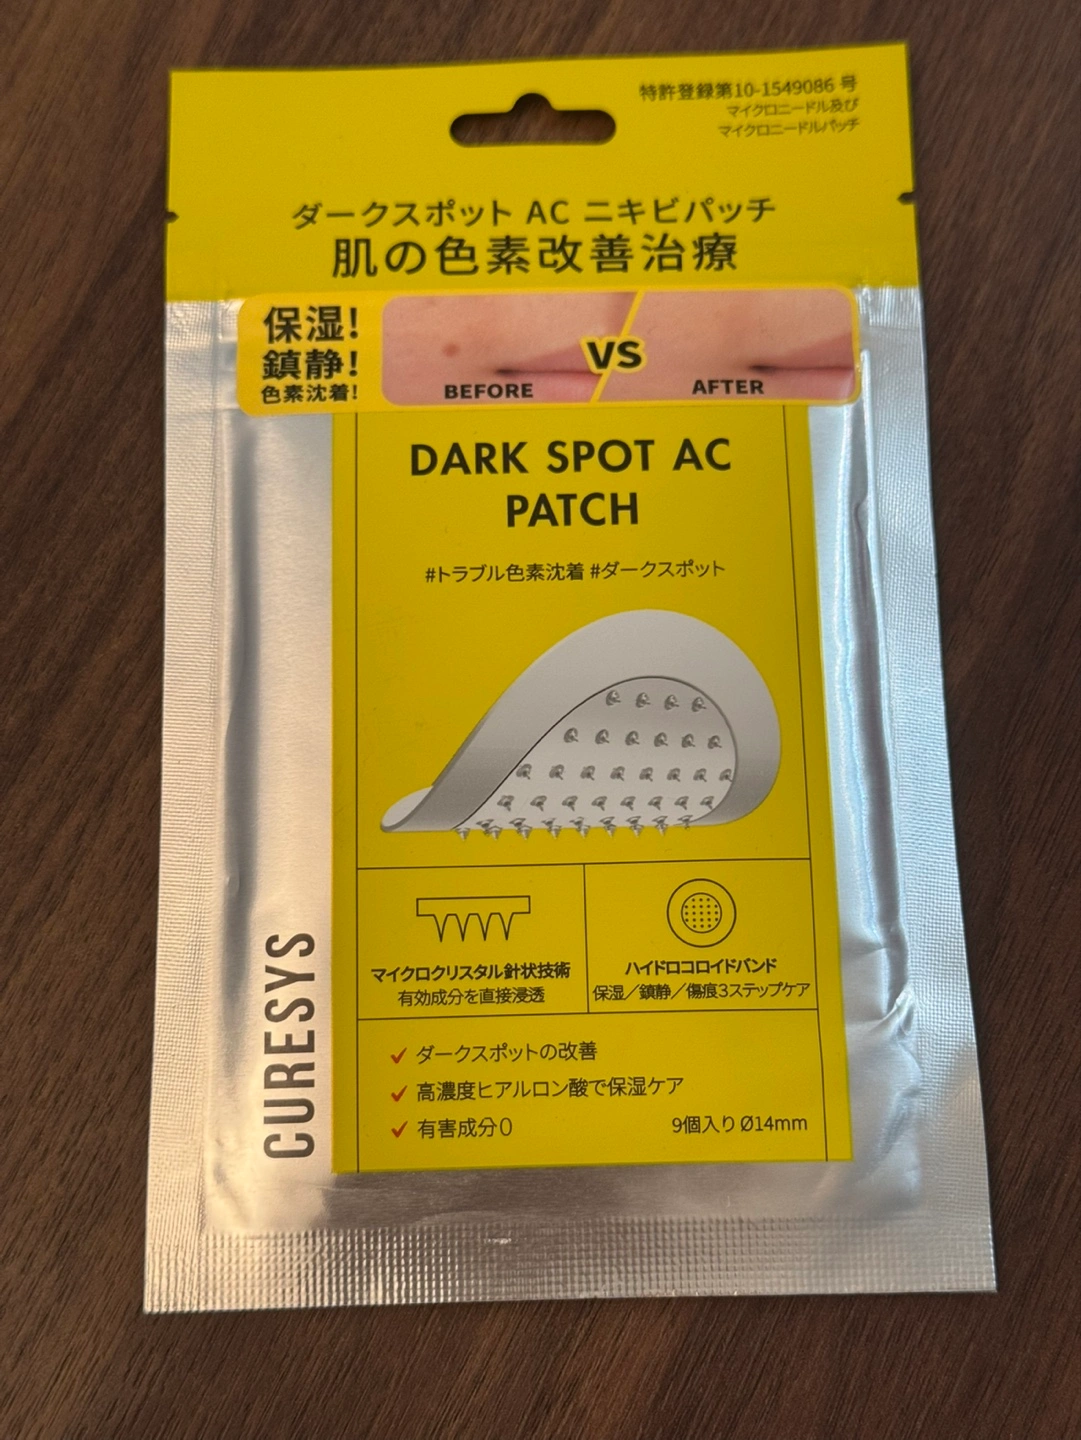 特許登録第10-1549086 号
マイクロニードル及び
マイクロニードルパッチ
ダークスポット AC ニキビパッチ
肌の色素改善治療
保湿!
鎮静!
色素沈着!
VS
BEFORE
AFTER
DARK SPOT AC
PATCH
#トラブル色素沈着 #ダークスポット
マイクロクリスタル針状技術
有効成分を直接浸透
ハイドロコロイドバンド
保湿/鎮静/傷痕3ステップケア
ダークスポットの改善
高濃度ヒアルロン酸で保湿ケア
有害成分0
9個入り Ø14mm
CURESYS